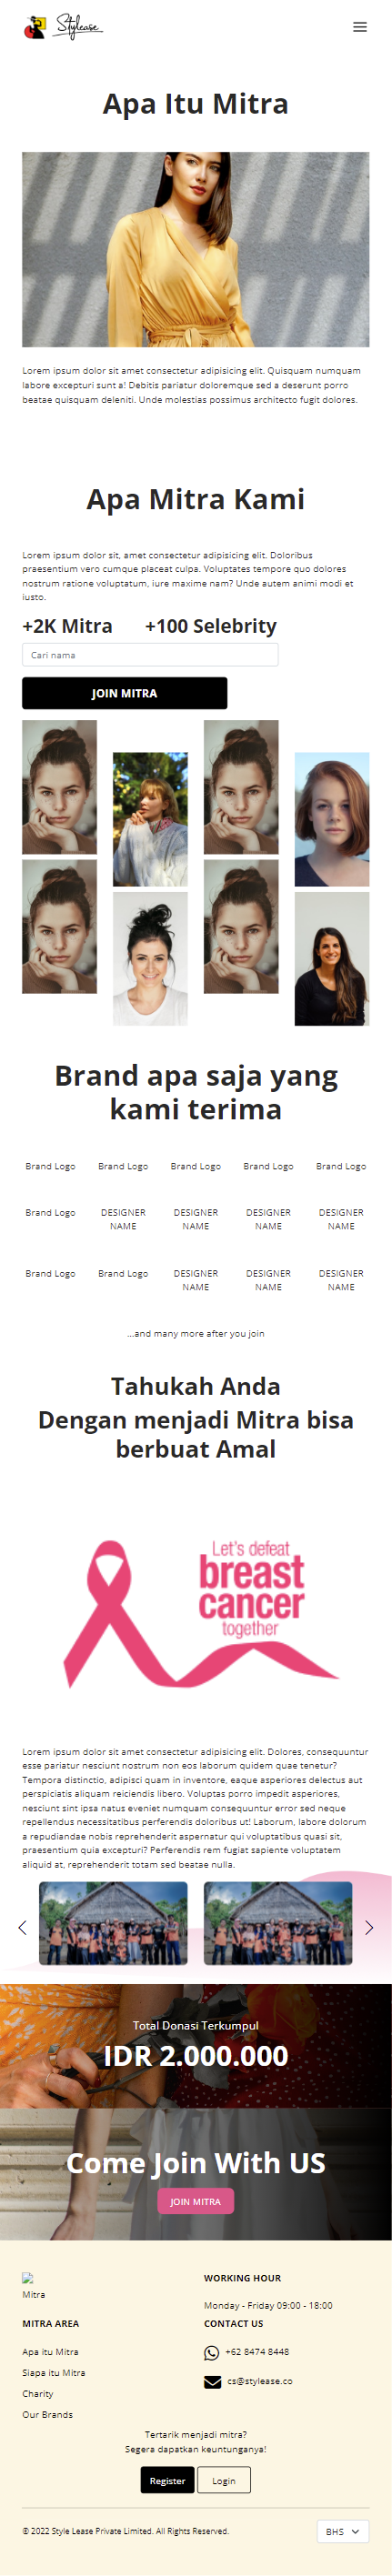 Stylease
Apa Itu Mitra
Lorem ipsum dolor sit amet consectetur adipisicing elit. Quisquam numquam
labore excepturi sunt a! Debitis pariatur doloremque sed a deserunt porro
beatae quisquam deleniti. Unde molestias possimus architecto fugit dolores.
Apa Mitra Kami
Lorem ipsum dolor sit, amet consectetur adipisicing elit. Doloribus
praesentium vero cumque placeat culpa. Voluptates tempore quo dolores
nostrum ratione voluptatum, iure maxime nam? Unde autem animi modi et
iusto.
+2K Mitra +100 Selebrity
Cari nama
JOIN MITRA
Brand apa saja yang
kami terima
Brand Logo Brand Logo Brand Logo Brand Logo Brand Logo
Brand Logo DESIGNER DESIGNER DESIGNER DESIGNER
NAME NAME NAME NAME
Brand Logo Brand Logo DESIGNER DESIGNER DESIGNER
NAME NAME NAME
...and many more after you join
Tahukah Anda
Dengan menjadi Mitra bisa
berbuat Amal
Let's defeat
breast
cancer
together
Lorem ipsum dolor sit amet consectetur adipisicing elit. Dolores, consequuntur
esse pariatur nesciunt nostrum non eos laborum quidem quae tenetur?
Tempora distinctio, adipisci quam in inventore, eaque asperiores delectus aut
perspiciatis aliquam reiciendis libero. Voluptas porro impedit asperiores,
nesciunt sint ipsa natus eveniet numquam consequuntur error sed neque
repellendus necessitatibus perferendis doloribus ut! Laborum, labore dolorum
a repudiandae nobis reprehenderit aspernatur qui voluptatibus quasi sit,
praesentium quia excepturi? Perferendis rem fugiat sapiente voluptatem
aliquid at, reprehenderit totam sed beatae nulla.
Total Donasi Terkumpul
IDR 2.000.000
Come Join With US
JOIN MITRA
Mitra
WORKING HOUR
Monday - Friday 09:00 - 18:00
MITRA AREA
Apa itu Mitra
Siapa itu Mitra
Charity
Our Brands
CONTACT US
+62 8474 8448
cs@stylease.co
Tertarik menjadi mitra?
Segera dapatkan keuntunganya!
Register Login
© 2022 Style Lease Private Limited. All Rights Reserved.
BHS